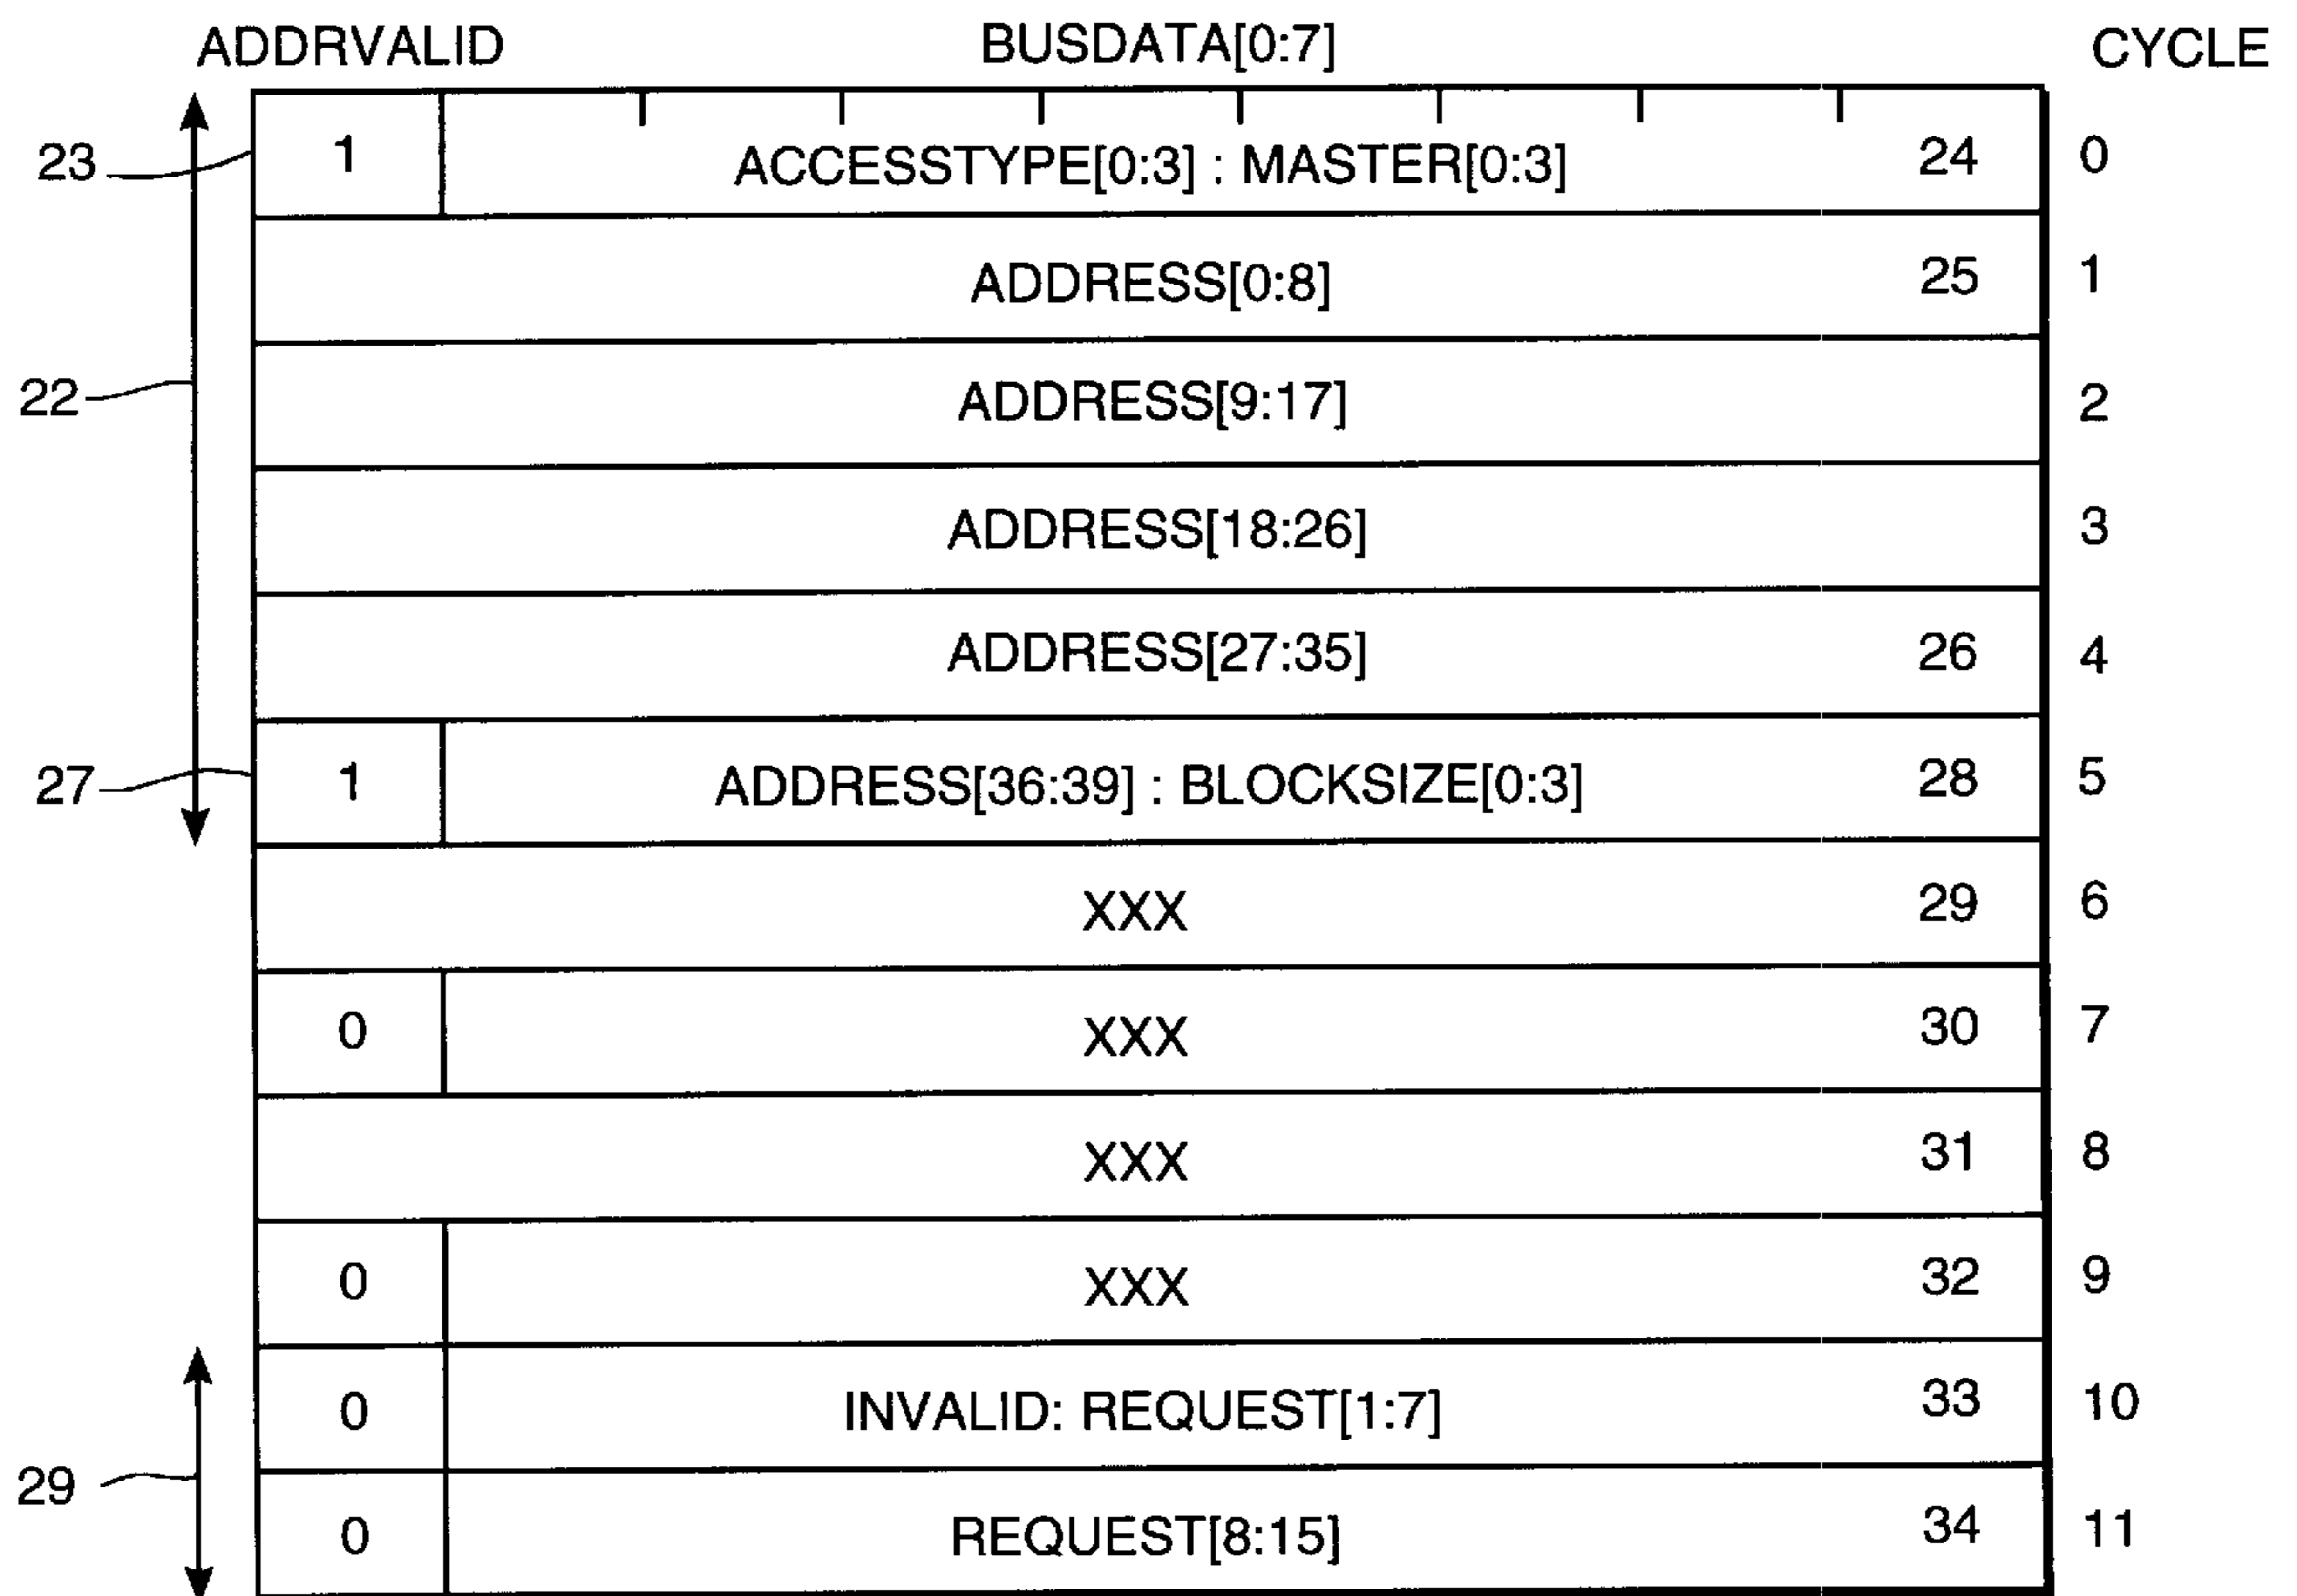 ADDRVALID BUSDATA[0:7] CYCLE
23 1 ACCESSTYPE[0:3] : MASTER[0:3] 24 0
ADDRESS[0:8] 25 1
22 ADDRESS[9:17] 2
ADDRESS[18:26] 3
ADDRESS[27:35] 26 4
27 1 ADDRESS[36:39] : BLOCKSIZE[0:3] 28 5
XXX 29 6
0 XXX 30 7
XXX 31 8
0 XXX 32 9
0 INVALID: REQUEST[1:7] 33 10
29 0 REQUEST[8:15] 34 11